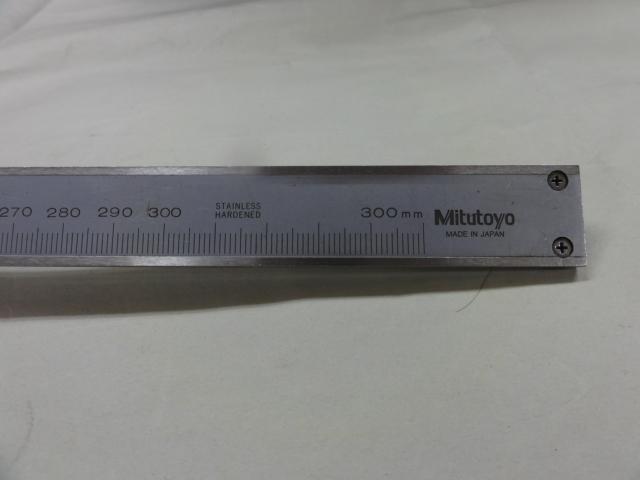 270 280 290 300
STAINLESS
HARDENED
300 mm
Mitutoyo
MADE IN JAPAN